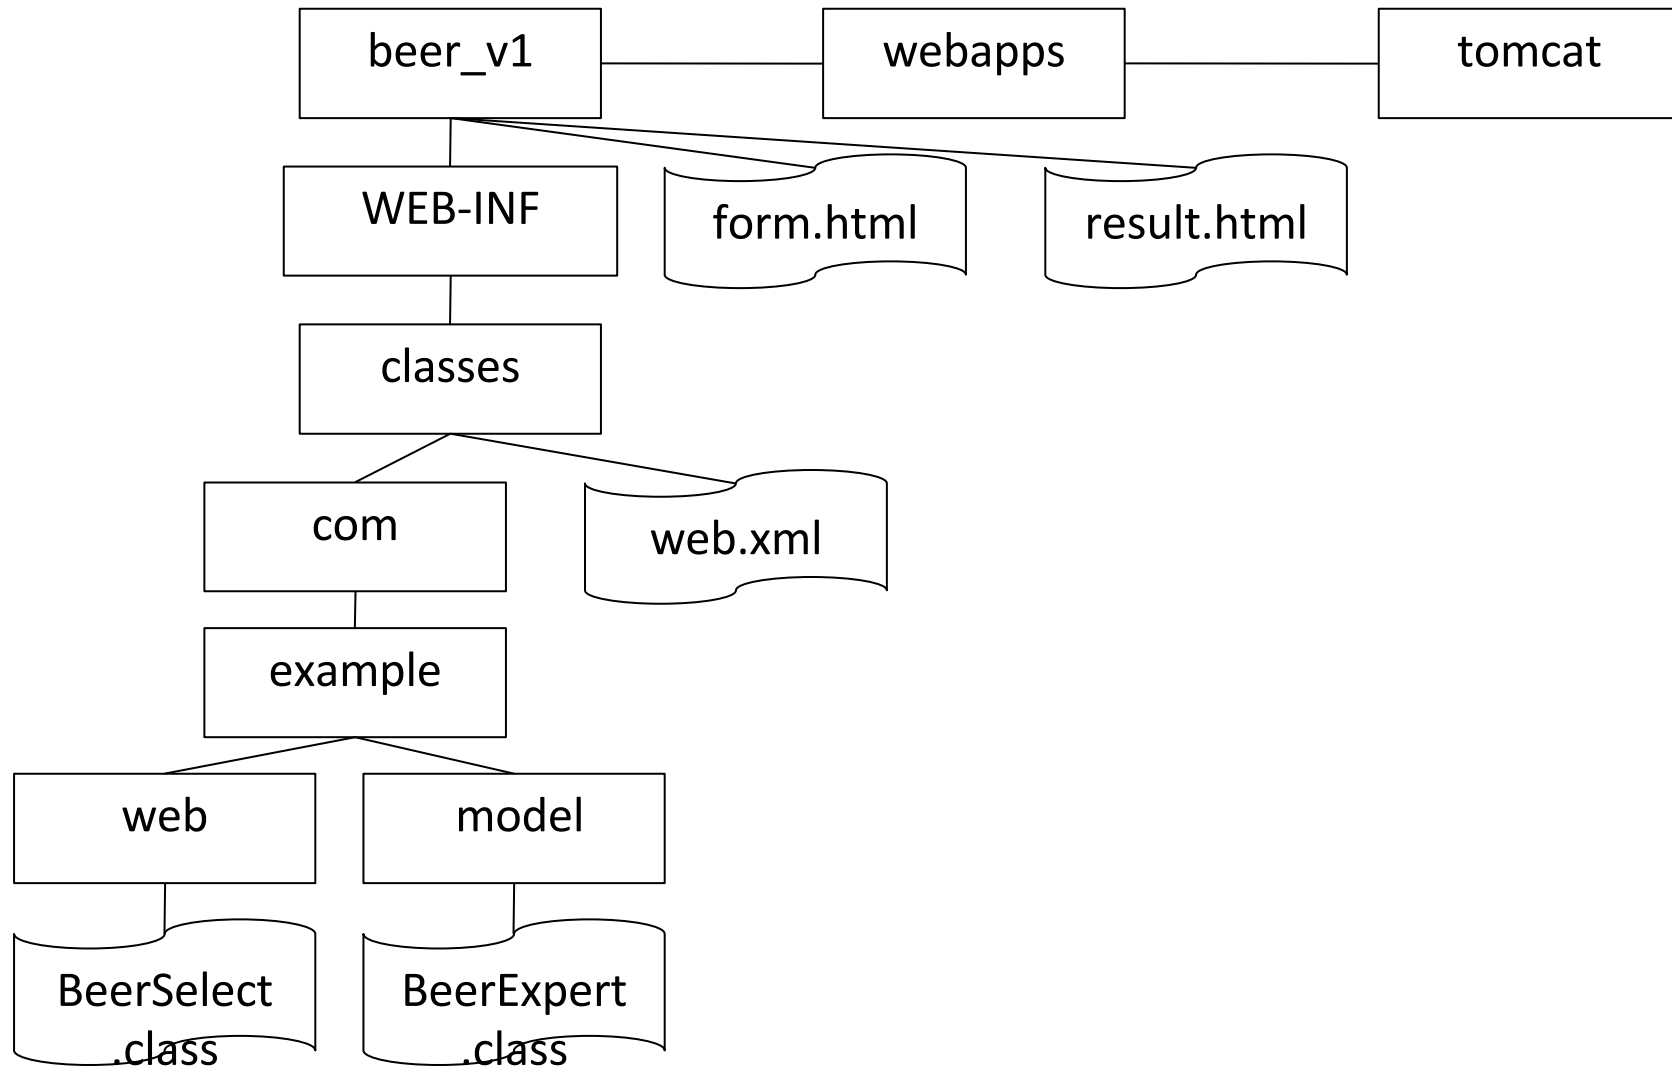 beer_v1
webapps
tomcat
WEB-INF
form.html
result.html
classes
com
web.xml
example
web
model
BeerSelect
.class
BeerExpert
.class